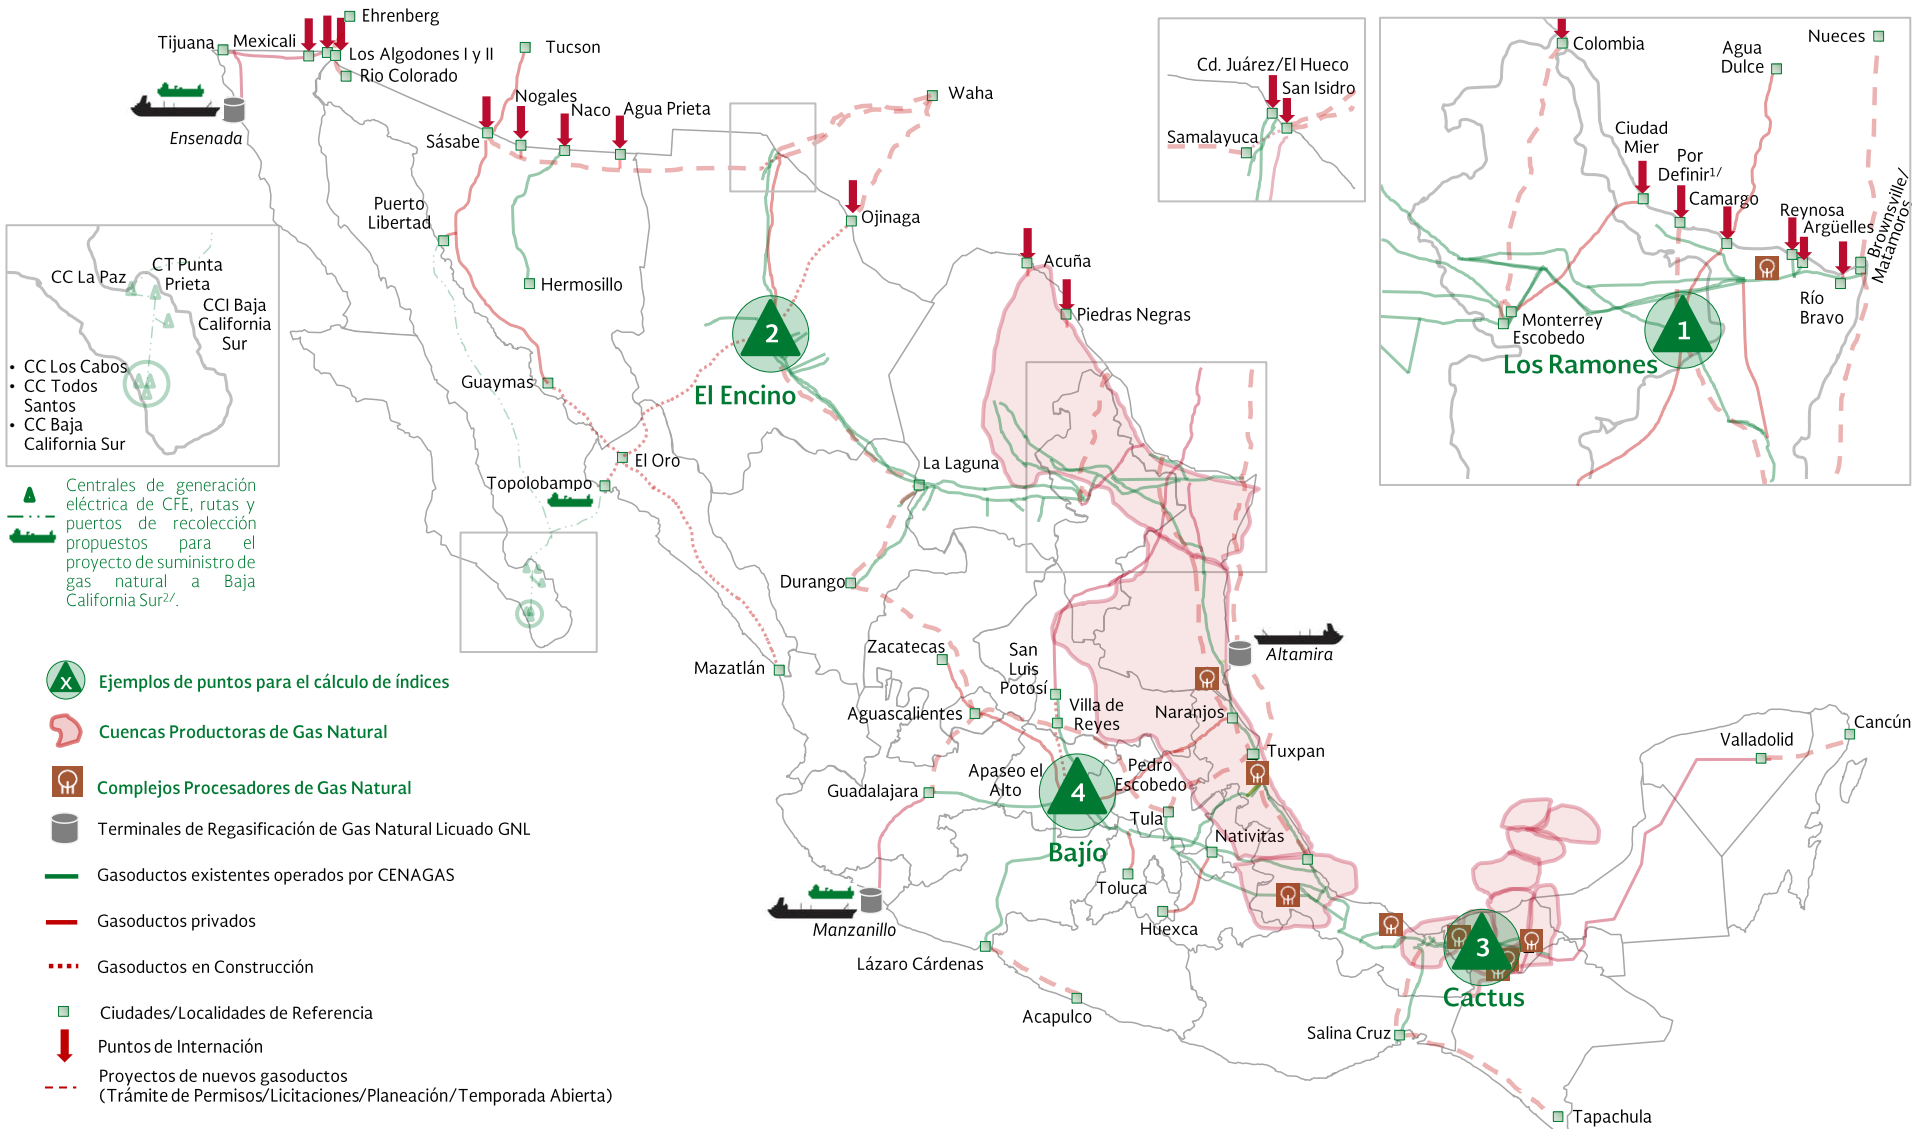 Ehrenberg
Tijuana
Mexicali
Los Algodones I y II
Rio Colorado
Ensenada
Tucson
Nogales
Naco
Agua Prieta
Sásabe
Waha
Puerto
Libertad
Hermosillo
Ojinaga
Guaymas
2
El Encino
Acuña
Piedras Negras
El Oro
Topolobampo
La Laguna
Durango
Mazatlán
Zacatecas
Aguascalientes
San
Luis
Potosí
Villa de
Reyes
Altamira
Naranjos
Tuxpan
Guadalajara
Apaseo el
Alto
4
Bajío
Pedro
Escobedo
Tula
Nativitas
Toluca
Huexca
Manzanillo
Lázaro Cárdenas
Acapulco
3
Cactus
Salina Cruz
Tapachula
Valladolid
Cancún
Cd. Juárez/El Hueco
San Isidro
Samalayuca
Colombia
Agua
Dulce
Nueces
Ciudad
Mier
Por
Definir1/
Camargo
Reynosa
Argüelles
Brownsville/
Matamoros
Río
Bravo
Monterrey
Escobedo
1
Los Ramones
CC La Paz
CT Punta
Prieta
CCI Baja
California
Sur
• CC Los Cabos
• CC Todos
Santos
• CC Baja
California Sur
Centrales de generación
eléctrica de CFE, rutas y
puertos de recolección
propuestos para el
proyecto de suministro de
gas natural a Baja
California Sur2/.
X
Ejemplos de puntos para el cálculo de índices
Cuencas Productoras de Gas Natural
Complejos Procesadores de Gas Natural
Terminales de Regasificación de Gas Natural Licuado GNL
Gasoductos existentes operados por CENAGAS
Gasoductos privados
Gasoductos en Construcción
Ciudades/Localidades de Referencia
Puntos de Internación
Proyectos de nuevos gasoductos
(Trámite de Permisos/Licitaciones/Planeación/Temporada Abierta)